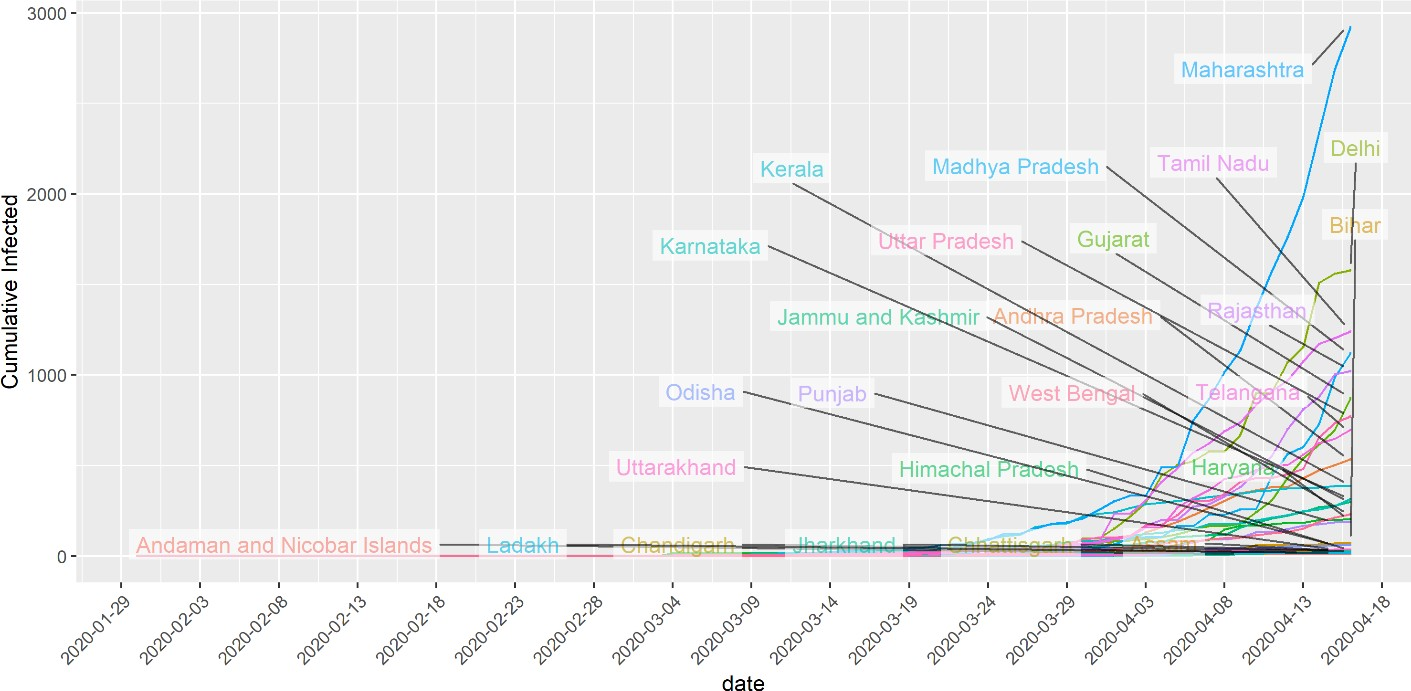 3000
Maharashtra
Delhi
Kerala
Madhya Pradesh
Tamil Nadu
2000
Bihar
Karnataka
Uttar Pradesh
Gujarat
Jammu and Kashmir
Andhra Pradesh
Rajasthan
1000
Odisha
Punjab
West Bengal
Telangana
Uttarakhand
Himachal Pradesh
Haryana
Andaman and Nicobar Islands
Ladakh
Chandigarh
Jharkhand
Chhattisgarh
Assam
0
Cumulative Infected
2020-01-29
2020-02-03
2020-02-08
2020-02-13
2020-02-18
2020-02-23
2020-02-28
2020-03-04
2020-03-09
2020-03-14
2020-03-19
2020-03-24
2020-03-29
2020-04-03
2020-04-08
2020-04-13
2020-04-18
date